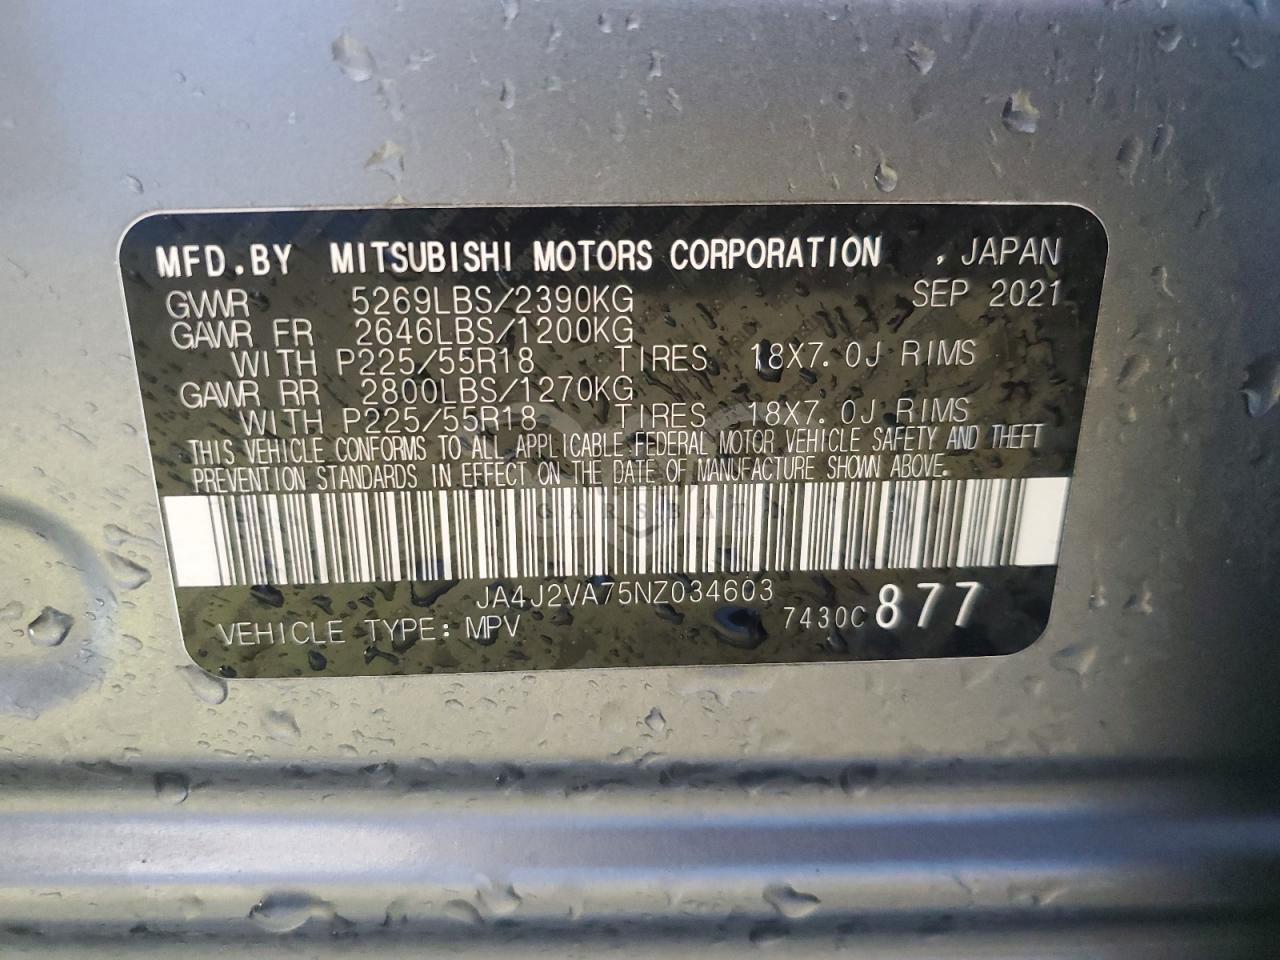 MFD.BY MITSUBISHI MOTORS CORPORATION , JAPAN
GVWR 5269LBS/2390KG SEP 2021
GAWR FR 2646LBS/1200KG
WITH P225/55R18 TIRES 18X7.0J RIMS
GAWR RR 2800LBS/1270KG
WITH P225/55R18 TIRES 18X7.0J RIMS
THIS VEHICLE CONFORMS TO ALL APPLICABLE FEDERAL MOTOR VEHICLE SAFETY AND THEFT
PREVENTION STANDARDS IN EFFECT ON THE DATE OF MANUFACTURE SHOWN ABOVE.
JA4J2VA75NZ034603
VEHICLE TYPE: MPV 7430C 877